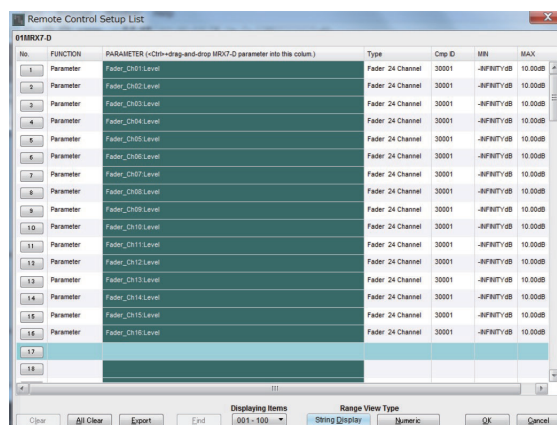 Remote Control Setup List
X
01MRX7-D
No. FUNCTION PARAMETER (<Ctrl>+drag-and-drop MRX7-D parameter into this colum.) Type Cmp ID MIN MAX
1 Parameter Fader_Ch01:Level Fader 24 Channel 30001 -INFINITYdB 10.00dB
2 Parameter Fader_Ch02:Level Fader 24 Channel 30001 -INFINITYdB 10.00dB
3 Parameter Fader_Ch03:Level Fader 24 Channel 30001 -INFINITYdB 10.00dB
4 Parameter Fader_Ch04:Level Fader 24 Channel 30001 -INFINITYdB 10.00dB
5 Parameter Fader_Ch05:Level Fader 24 Channel 30001 -INFINITYdB 10.00dB
6 Parameter Fader_Ch06:Level Fader 24 Channel 30001 -INFINITYdB 10.00dB
7 Parameter Fader_Ch07:Level Fader 24 Channel 30001 -INFINITYdB 10.00dB
8 Parameter Fader_Ch08:Level Fader 24 Channel 30001 -INFINITYdB 10.00dB
9 Parameter Fader_Ch09:Level Fader 24 Channel 30001 -INFINITYdB 10.00dB
10 Parameter Fader_Ch10:Level Fader 24 Channel 30001 -INFINITYdB 10.00dB
11 Parameter Fader_Ch11:Level Fader 24 Channel 30001 -INFINITYdB 10.00dB
12 Parameter Fader_Ch12:Level Fader 24 Channel 30001 -INFINITYdB 10.00dB
13 Parameter Fader_Ch13:Level Fader 24 Channel 30001 -INFINITYdB 10.00dB
14 Parameter Fader_Ch14:Level Fader 24 Channel 30001 -INFINITYdB 10.00dB
15 Parameter Fader_Ch15:Level Fader 24 Channel 30001 -INFINITYdB 10.00dB
16 Parameter Fader_Ch16:Level Fader 24 Channel 30001 -INFINITYdB 10.00dB
17
18
Displaying Items Range View Type
Clear All Clear Export Find 001 - 100 String Display Numeric OK Cancel